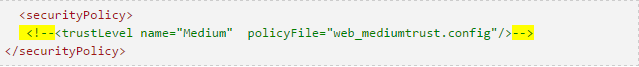 <securityPolicy>
<!--<trustLevel name="Medium"  policyFile="web_mediumtrust.config"/>-->
</securityPolicy>